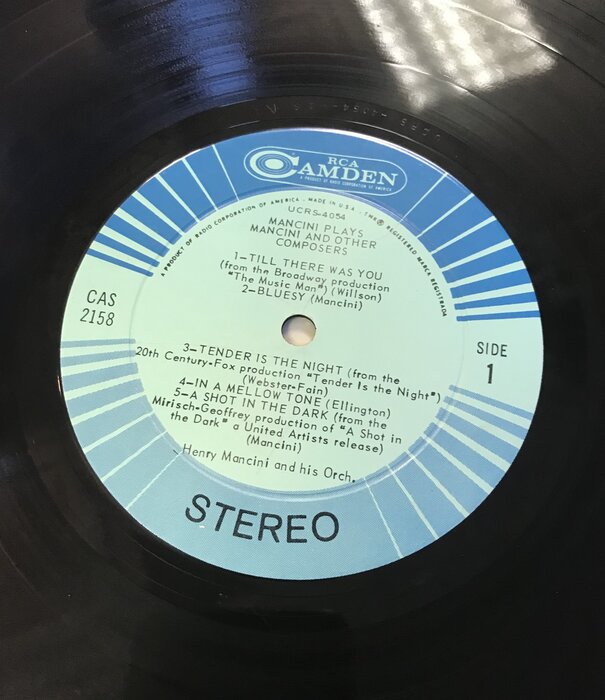 RCA
CAMDEN
A PRODUCT OF RADIO CORPORATION OF AMERICA
A PRODUCT OF RADIO CORPORATION OF AMERICA - MADE IN U.S.A. - TMK® REGISTERED MARCA REGISTRADA
UCRS-4054
MANCINI PLAYS
MANCINI AND OTHER
COMPOSERS
1-TILL THERE WAS YOU
(from the Broadway production
"The Music Man") (Willson)
2-BLUESY (Mancini)
CAS
2158
SIDE
1
3-TENDER IS THE NIGHT (from the
20th Century-Fox production "Tender Is the Night")
(Webster-Fain)
4-IN A MELLOW TONE (Ellington)
5-A SHOT IN THE DARK (from the
Mirisch-Geoffrey production of "A Shot in
the Dark" a United Artists release)
(Mancini)
Henry Mancini and his Orch.
STEREO